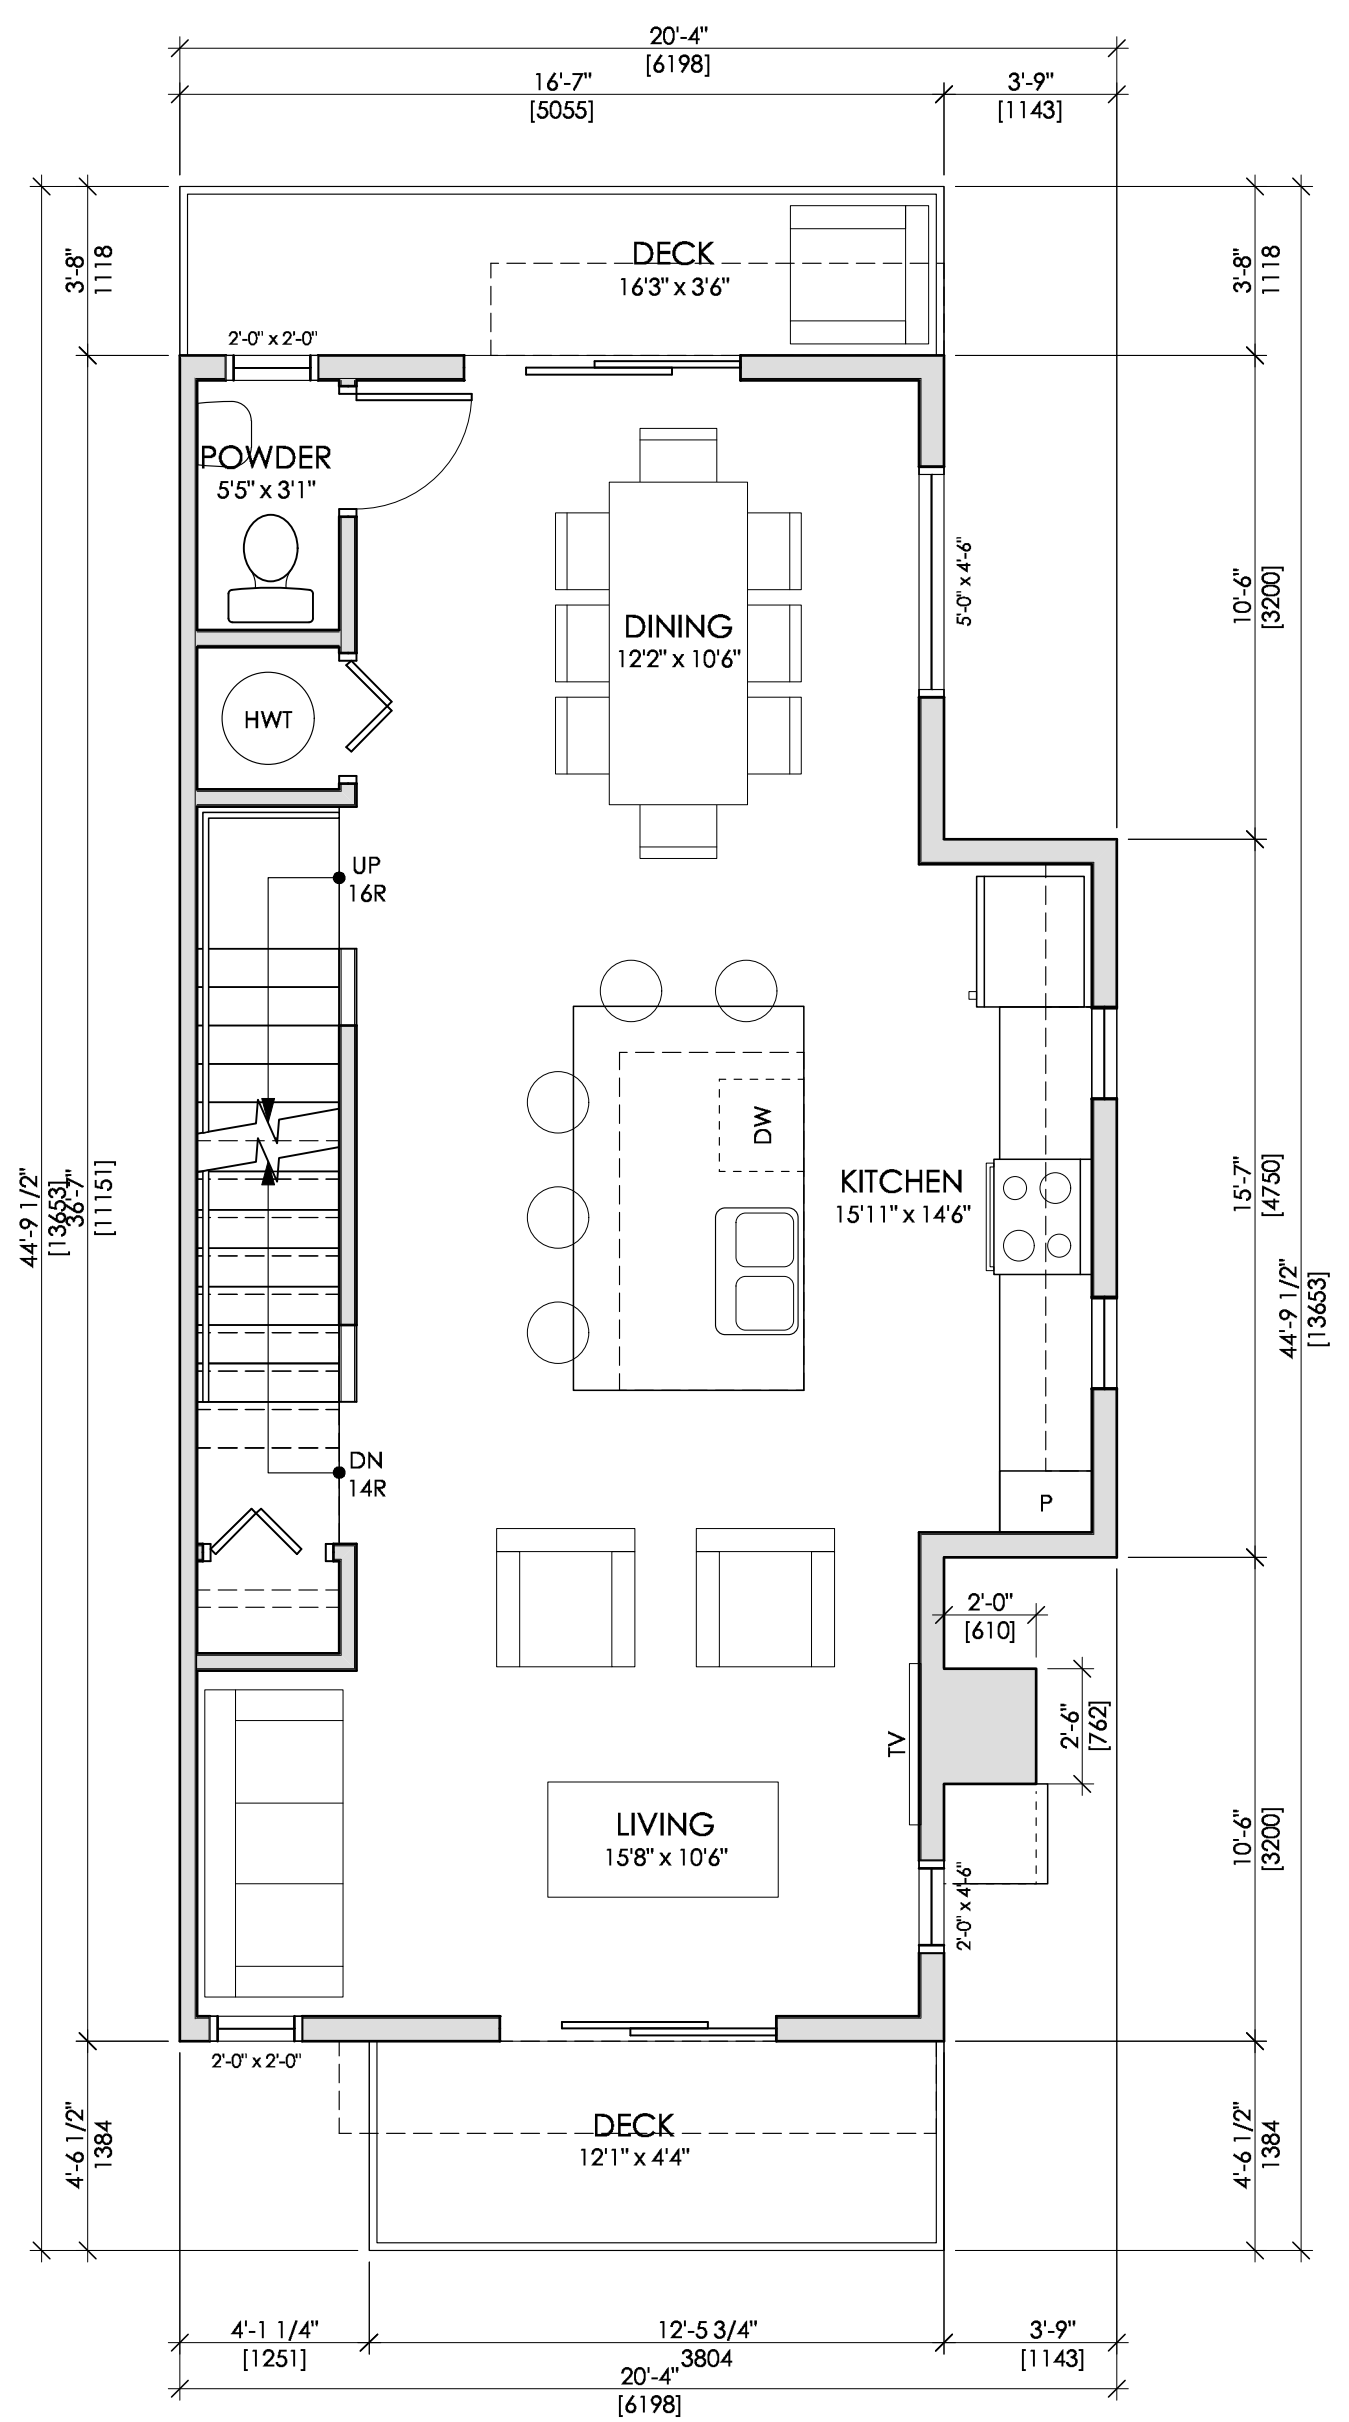 20'-4"
[6198]
16'-7"
[5055]
3'-9"
[1143]
3'-8"
1118
DECK
16'3" x 3'6"
3'-8"
1118
2'-0" x 2'-0"
POWDER
5'5" x 3'1"
5'-0" x 4'-6"
10'-6"
[3200]
DINING
12'2" x 10'6"
HWT
UP
16R
DW
KITCHEN
15'11" x 14'6"
15'-7"
[4750]
44'-9 1/2"
[13653]
36'-7"
[11151]
44'-9 1/2"
[13653]
DN
14R
P
2'-0"
[610]
2'-6"
[762]
TV
LIVING
15'8" x 10'6"
10'-6"
[3200]
2'-0" x 4'-6"
2'-0" x 2'-0"
4'-6 1/2"
1384
DECK
12'1" x 4'4"
4'-6 1/2"
1384
4'-1 1/4"
[1251]
12'-5 3/4"
3804
3'-9"
[1143]
20'-4"
[6198]